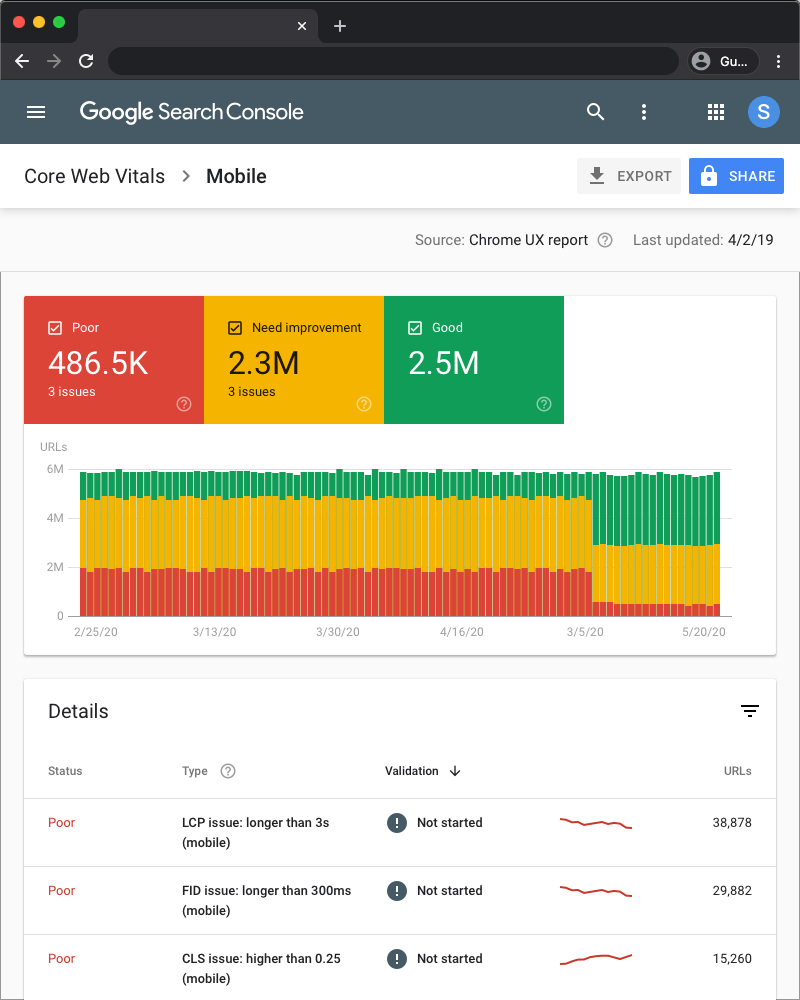 Gu...
Google Search Console
S
Core Web Vitals > Mobile
EXPORT
SHARE
Source: Chrome UX report ?
Last updated: 4/2/19
Poor
486.5K
3 issues
?
Need improvement
2.3M
3 issues
?
Good
2.5M
?
URLs
6M
4M
2M
0
2/25/20 3/13/20 3/30/20 4/16/20 3/5/20 5/20/20
Details
Status Type ? Validation URLs
Poor LCP issue: longer than 3s ! Not started 38,878
(mobile)
Poor FID issue: longer than 300ms ! Not started 29,882
(mobile)
Poor CLS issue: higher than 0.25 ! Not started 15,260
(mobile)